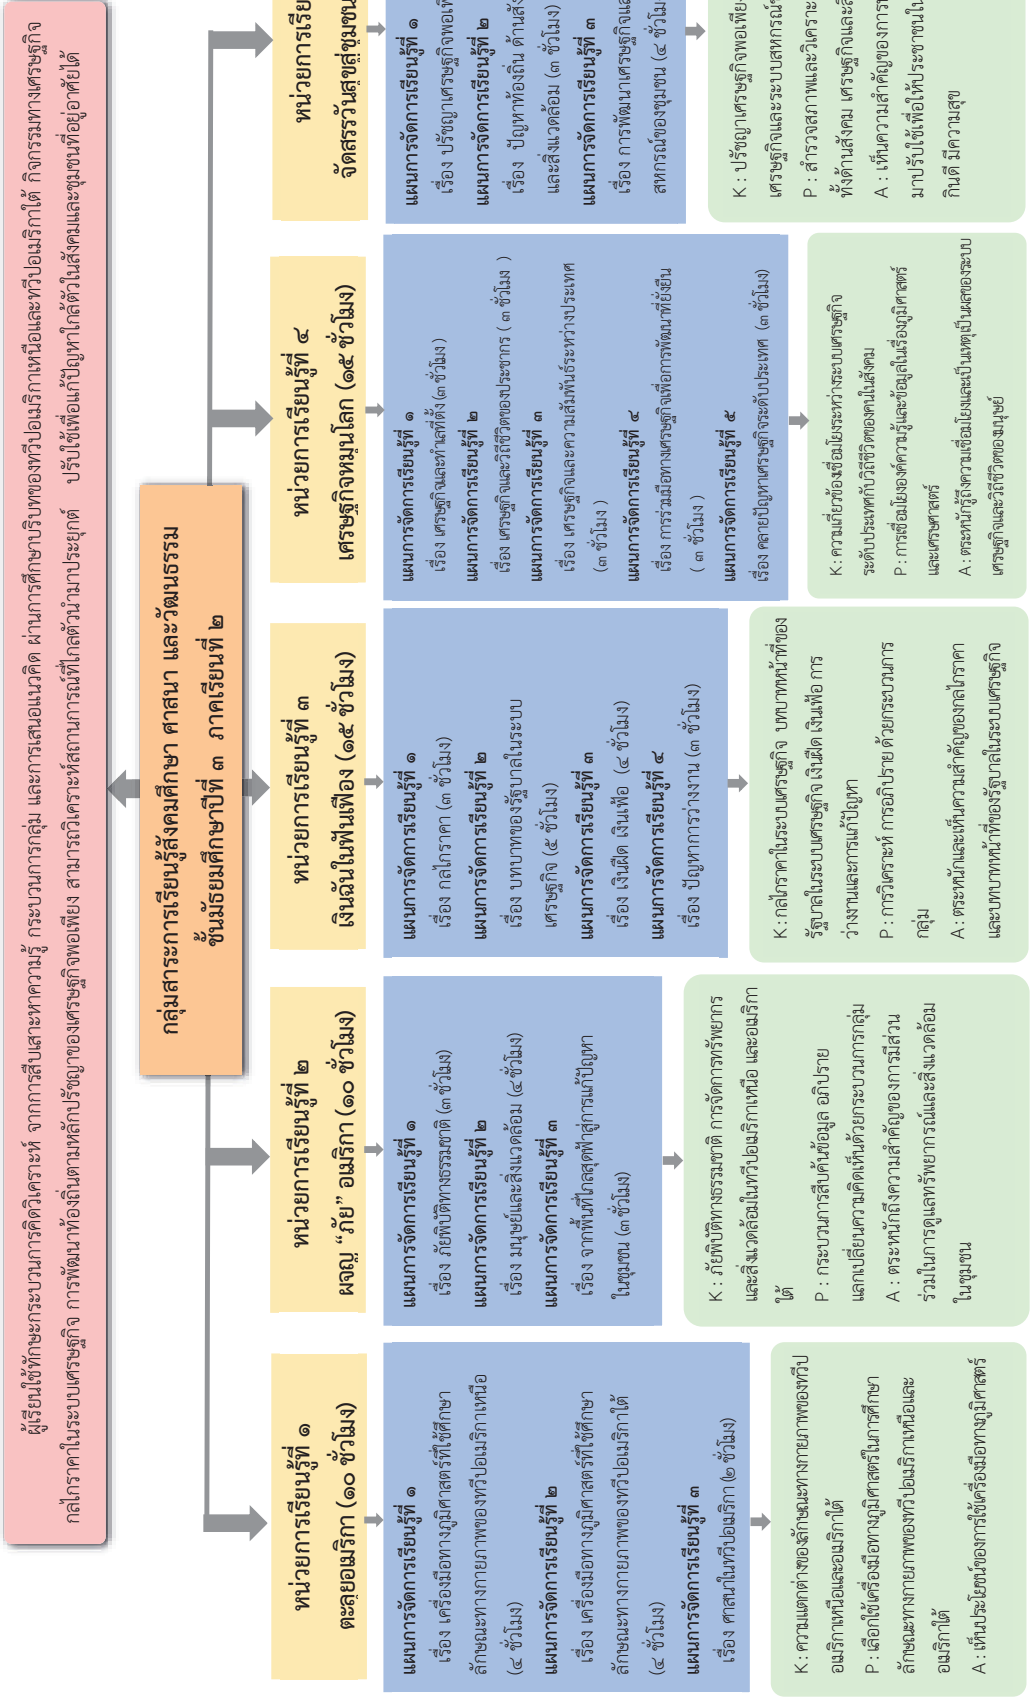 ผู้เรียนใช้ทักษะกระบวนการคิดวิเคราะห์ จากการสืบเสาะหาความรู้ กระบวนการกลุ่ม และการเสนอแนวคิด ผ่านการศึกษาบริบทของทวีปอเมริกาเหนือและทวีปอเมริกาใต้ กิจกรรมทางเศรษฐกิจ
กลไกราคาในระบบเศรษฐกิจ การพัฒนาท้องถิ่นตามหลักปรัชญาของเศรษฐกิจพอเพียง สามารถวิเคราะห์สถานการณ์ที่ไกลตัวนำมาประยุกต์ ปรับใช้เพื่อแก้ปัญหาใกล้ตัวในสังคมและชุมชนที่อยู่อาศัยได้
กลุ่มสาระการเรียนรู้สังคมศึกษา ศาสนา และวัฒนธรรม
ชั้นมัธยมศึกษาปีที่ ๓ ภาคเรียนที่ ๒
หน่วยการเรียนรู้ที่ ๑
ตะลุยอเมริกา (๑๐ ชั่วโมง)
แผนการจัดการเรียนรู้ที่ ๑
เรื่อง เครื่องมือทางภูมิศาสตร์ที่ใช้ศึกษา
ลักษณะทางกายภาพของทวีปอเมริกาเหนือ
(๔ ชั่วโมง)
แผนการจัดการเรียนรู้ที่ ๒
เรื่อง เครื่องมือทางภูมิศาสตร์ที่ใช้ศึกษา
ลักษณะทางกายภาพของทวีปอเมริกาใต้
(๔ ชั่วโมง)
แผนการจัดการเรียนรู้ที่ ๓
เรื่อง ศาสนาในทวีปอเมริกา (๒ ชั่วโมง)
K : ความแตกต่างของลักษณะทางกายภาพของทวีป
อเมริกาเหนือและอเมริกาใต้
P : เลือกใช้เครื่องมือทางภูมิศาสตร์ในการศึกษา
ลักษณะทางกายภาพของทวีปอเมริกาเหนือและ
อเมริกาใต้
A : เห็นประโยชน์ของการใช้เครื่องมือทางภูมิศาสตร์
หน่วยการเรียนรู้ที่ ๒
ผจญ “ภัย” อเมริกา (๑๐ ชั่วโมง)
แผนการจัดการเรียนรู้ที่ ๑
เรื่อง ภัยพิบัติทางธรรมชาติ (๓ ชั่วโมง)
แผนการจัดการเรียนรู้ที่ ๒
เรื่อง มนุษย์และสิ่งแวดล้อม (๔ ชั่วโมง)
แผนการจัดการเรียนรู้ที่ ๓
เรื่อง จากพื้นที่ไกลสุดฟ้าสู่การแก้ปัญหา
ในชุมชน (๓ ชั่วโมง)
K : ภัยพิบัติทางธรรมชาติ การจัดการทรัพยากร
และสิ่งแวดล้อมในทวีปอเมริกาเหนือ และอเมริกา
ใต้
P : กระบวนการสืบค้นข้อมูล อภิปราย
แลกเปลี่ยนความคิดเห็นด้วยกระบวนการกลุ่ม
A : ตระหนักถึงความสำคัญของการมีส่วน
ร่วมในการดูแลทรัพยากรณ์และสิ่งแวดล้อม
ในชุมชน
หน่วยการเรียนรู้ที่ ๓
เงินฉันในฟันเฟือง (๑๕ ชั่วโมง)
แผนการจัดการเรียนรู้ที่ ๑
เรื่อง กลไกราคา (๓ ชั่วโมง)
แผนการจัดการเรียนรู้ที่ ๒
เรื่อง บทบาทของรัฐบาลในระบบ
เศรษฐกิจ (๕ ชั่วโมง)
แผนการจัดการเรียนรู้ที่ ๓
เรื่อง เงินฝืด เงินเฟ้อ (๔ ชั่วโมง)
แผนการจัดการเรียนรู้ที่ ๔
เรื่อง ปัญหาการว่างงาน (๓ ชั่วโมง)
K : กลไกราคาในระบบเศรษฐกิจ บทบาทหน้าที่ของ
รัฐบาลในระบบเศรษฐกิจ เงินฝืด เงินเฟ้อ การ
ว่างงานและการแก้ปัญหา
P : การวิเคราะห์ การอภิปราย ด้วยกระบวนการ
กลุ่ม
A : ตระหนักและเห็นความสำคัญของกลไกราคา
และบทบาทหน้าที่ของรัฐบาลในระบบเศรษฐกิจ
หน่วยการเรียนรู้ที่ ๔
เศรษฐกิจหมุนโลก (๑๕ ชั่วโมง)
แผนการจัดการเรียนรู้ที่ ๑
เรื่อง เศรษฐกิจและทำเลที่ตั้ง (๓ ชั่วโมง )
แผนการจัดการเรียนรู้ที่ ๒
เรื่อง เศรษฐกิจและวิถีชีวิตของประชากร ( ๓ ชั่วโมง )
แผนการจัดการเรียนรู้ที่ ๓
เรื่อง เศรษฐกิจและความสัมพันธ์ระหว่างประเทศ
(๓ ชั่วโมง )
แผนการจัดการเรียนรู้ที่ ๔
เรื่อง การร่วมมือทางเศรษฐกิจเพื่อการพัฒนาที่ยั่งยืน
( ๓ ชั่วโมง )
แผนการจัดการเรียนรู้ที่ ๕
เรื่อง คลายปัญหาเศรษฐกิจระดับประเทศ (๓ ชั่วโมง)
K : ความเกี่ยวข้องเชื่อมโยงระหว่างระบบเศรษฐกิจ
ระดับประเทศกับวิถีชีวิตของคนในสังคม
P : การเชื่อมโยงองค์ความรู้และข้อมูลในเรื่องภูมิศาสตร์
และเศรษศาสตร์
A : ตระหนักรู้ถึงความเชื่อมโยงและเป็นเหตุเป็นผลของระบบ
เศรษฐกิจและวิถีชีวิตของมนุษย์
หน่วยการเรีย
จัดสรรวันสุขสู่ชุมชน
แผนการจัดการเรียนรู้ที่ ๑
เรื่อง ปรัชญาเศรษฐกิจพอเพี
แผนการจัดการเรียนรู้ที่ ๒
เรื่อง ปัญหาท้องถิ่น ด้านสัง
และสิ่งแวดล้อม (๓ ชั่วโมง)
แผนการจัดการเรียนรู้ที่ ๓
เรื่อง การพัฒนาเศรษฐกิจและ
สหกรณ์ของชุมชน (๔ ชั่วโม
K : ปรัชญาเศรษฐกิจพอเพีย
เศรษฐกิจและระบบสหกรณ์
P : สำรวจสภาพและวิเคราะ
ทั้งด้านสังคม เศรษฐกิจและส
A : เห็นความสำคัญของการ
มาปรับใช้เพื่อให้ประชาชนใน
กินดี มีความสุข